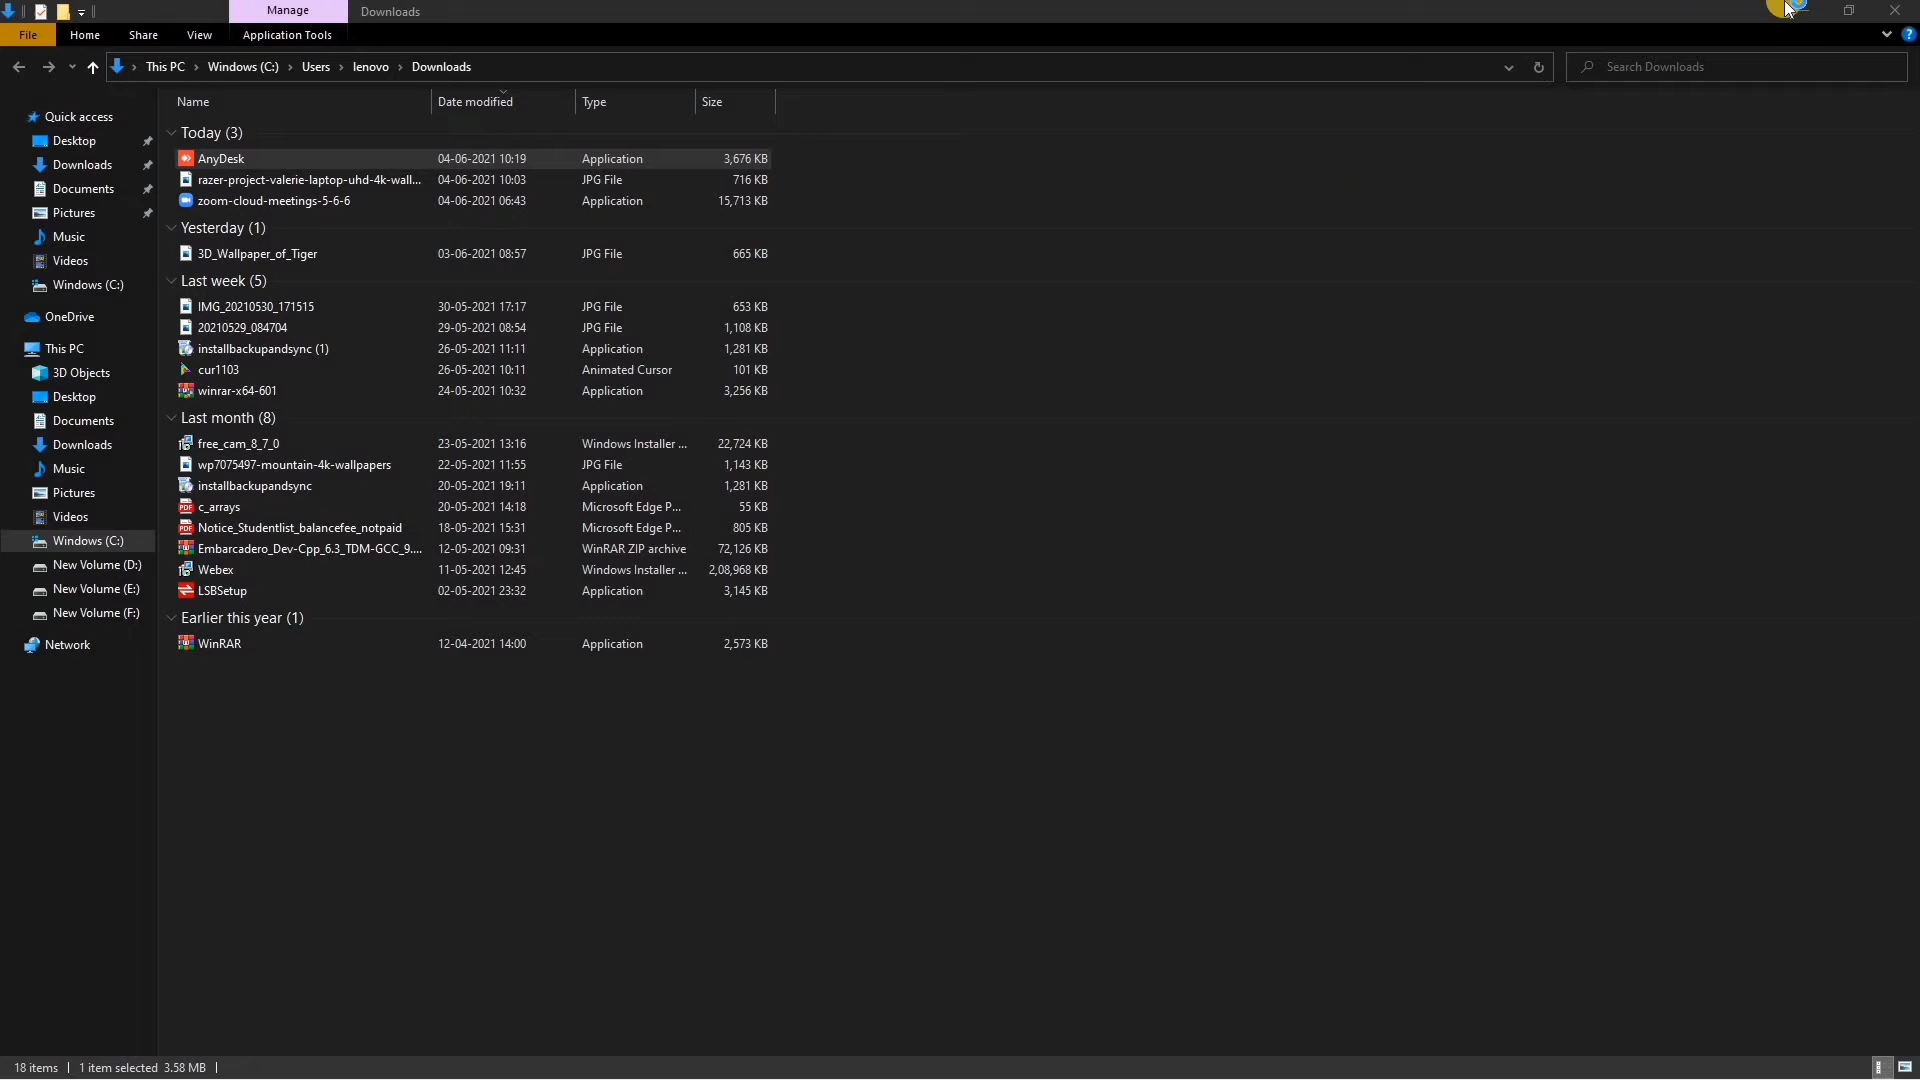 Manage Downloads
File Home Share View Application Tools
This PC Windows (C:) Users lenovo Downloads Search Downloads
Name Date modified Type Size
Quick access
Desktop
Downloads
Documents
Pictures
Music
Videos
Windows (C:)
OneDrive
This PC
3D Objects
Desktop
Documents
Downloads
Music
Pictures
Videos
Windows (C:)
New Volume (D:)
New Volume (E:)
New Volume (F:)
Network
Today (3)
AnyDesk 04-06-2021 10:19 Application 3,676 KB
razer-project-valerie-laptop-uhd-4k-wall... 04-06-2021 10:03 JPG File 716 KB
zoom-cloud-meetings-5-6-6 04-06-2021 06:43 Application 15,713 KB
Yesterday (1)
3D_Wallpaper_of_Tiger 03-06-2021 08:57 JPG File 665 KB
Last week (5)
IMG_20210530_171515 30-05-2021 17:17 JPG File 653 KB
20210529_084704 29-05-2021 08:54 JPG File 1,108 KB
installbackupandsync (1) 26-05-2021 11:11 Application 1,281 KB
cur1103 26-05-2021 10:11 Animated Cursor 101 KB
winrar-x64-601 24-05-2021 10:32 Application 3,256 KB
Last month (8)
free_cam_8_7_0 23-05-2021 13:16 Windows Installer ... 22,724 KB
wp7075497-mountain-4k-wallpapers 22-05-2021 11:55 JPG File 1,143 KB
installbackupandsync 20-05-2021 19:11 Application 1,281 KB
c_arrays 20-05-2021 14:18 Microsoft Edge P... 55 KB
Notice_Studentlist_balancefee_notpaid 18-05-2021 15:31 Microsoft Edge P... 805 KB
Embarcadero_Dev-Cpp_6.3_TDM-GCC_9.... 12-05-2021 09:31 WinRAR ZIP archive 72,126 KB
Webex 11-05-2021 12:45 Windows Installer ... 2,08,968 KB
LSBSetup 02-05-2021 23:32 Application 3,145 KB
Earlier this year (1)
WinRAR 12-04-2021 14:00 Application 2,573 KB
18 items 1 item selected 3.58 MB